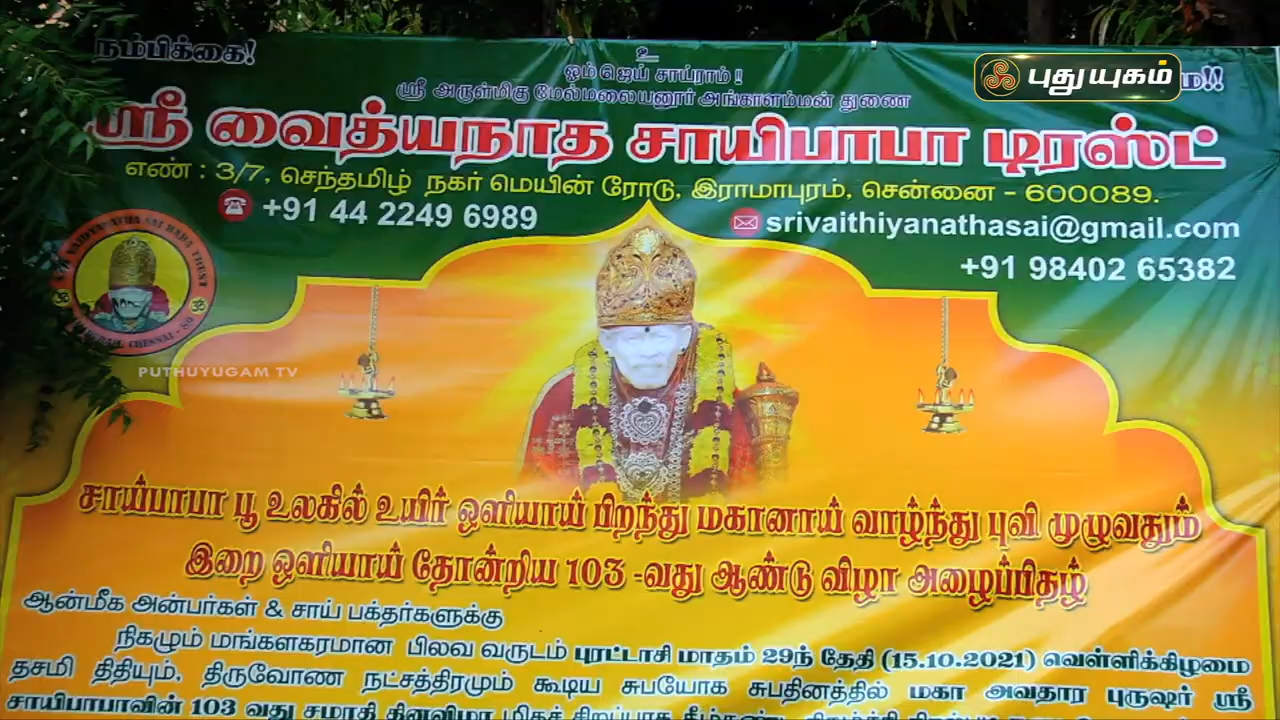 நம்பிக்கை!
உ
ஓம் ஜெய் சாய்ராம் !!
ஸ்ரீ அருள்மிகு மேல்மலையனூர் அங்காளம்மன் துணை
புதுயுகம்
ஸ்ரீ வைத்யநாத சாயிபாபா டிரஸ்ட்
எண் : 3/7, செந்தமிழ் நகர் மெயின் ரோடு, இராமாபுரம், சென்னை - 600089.
+91 44 2249 6989
srivaithiyanathasai@gmail.com
+91 98402 65382
PUTHUYUGAM TV
சாய்பாபா பூ உலகில் உயிர் ஒளியாய் பிறந்து மகானாய் வாழ்ந்து புவி முழுவதும்
இறை ஒளியாய் தோன்றிய 103 -வது ஆண்டு விழா அழைப்பிதழ்
ஆன்மீக அன்பர்கள் & சாய் பக்தர்களுக்கு
நிகழும் மங்களகரமான பிலவ வருடம் புரட்டாசி மாதம் 29ந் தேதி (15.10.2021) வெள்ளிக்கிழமை
தசமி திதியும், திருவோண நட்சத்திரமும் கூடிய சுபயோக சுபதினத்தில் மகா அவதார புருஷர் ஸ்ரீ
சாயிபாபாவின் 103 வது சமாதி தினவிழா மிகச் சிறப்பாக